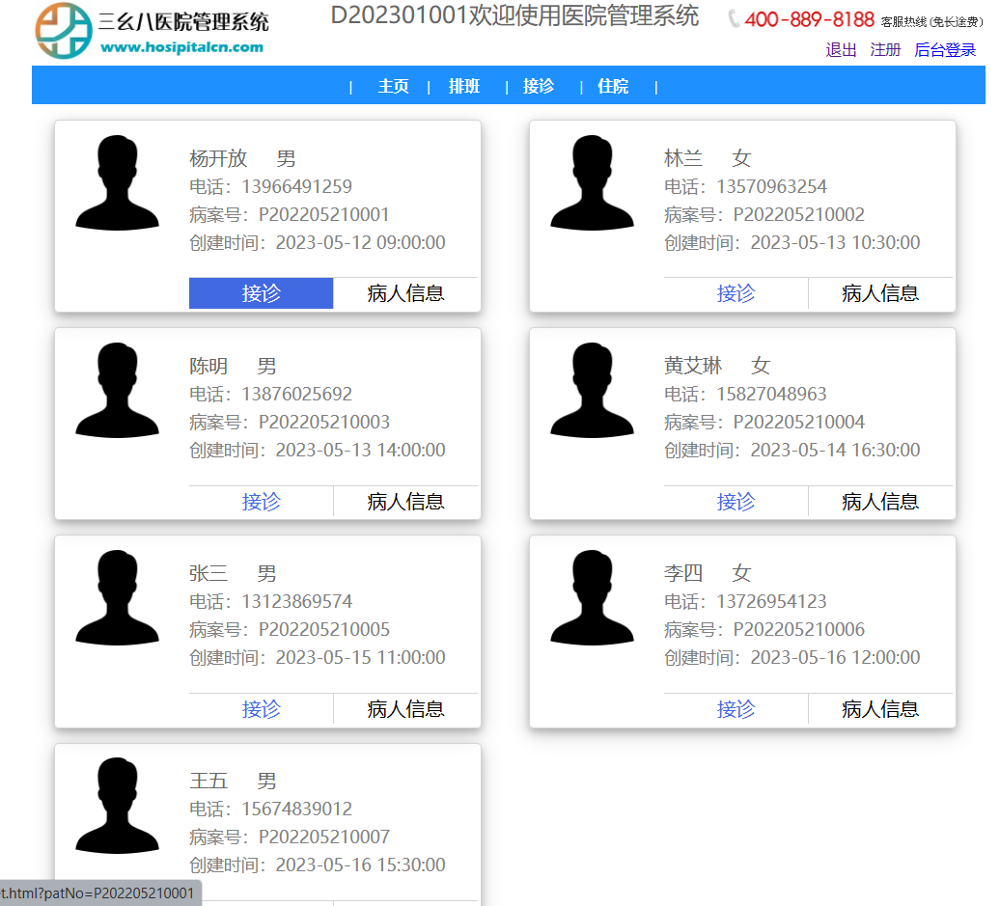 三幺八医院管理系统
www.hosipitalcn.com
D202301001欢迎使用医院管理系统
400-889-8188 客服热线(免长途费)
退出 注册 后台登录
| 主页 | 排班 | 接诊 | 住院 |
杨开放 男
电话：13966491259
病案号：P202205210001
创建时间：2023-05-12 09:00:00
接诊 病人信息
林兰 女
电话：13570963254
病案号：P202205210002
创建时间：2023-05-13 10:30:00
接诊 病人信息
陈明 男
电话：13876025692
病案号：P202205210003
创建时间：2023-05-13 14:00:00
接诊 病人信息
黄艾琳 女
电话：15827048963
病案号：P202205210004
创建时间：2023-05-14 16:30:00
接诊 病人信息
张三 男
电话：13123869574
病案号：P202205210005
创建时间：2023-05-15 11:00:00
接诊 病人信息
李四 女
电话：13726954123
病案号：P202205210006
创建时间：2023-05-16 12:00:00
接诊 病人信息
王五 男
电话：15674839012
病案号：P202205210007
创建时间：2023-05-16 15:30:00
t.html?patNo=P202205210001